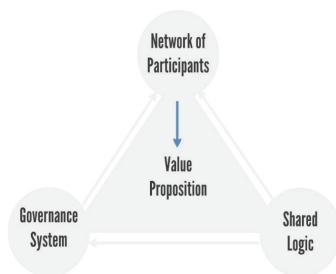 Network of
Participants
Value
Proposition
Governance
System
Shared
Logic